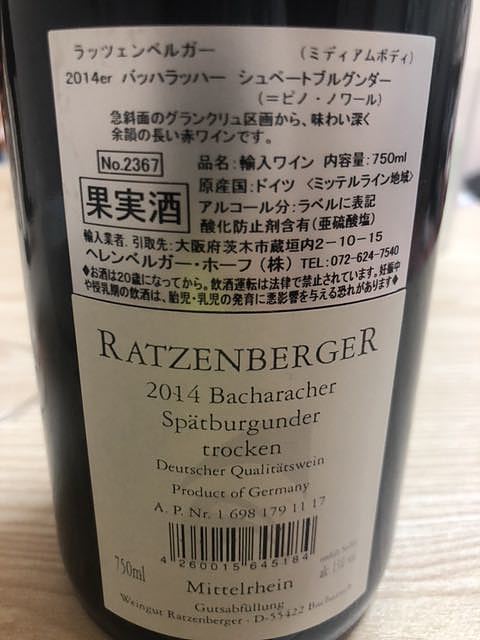 ラッツェンベルガー (ミディアムボディ)
2014er バッハラッハー シュペートブルグンダー
(＝ピノ・ノワール)
急斜面のグランクリュ区画から、味わい深く
余韻の長い赤ワインです。
No.2367 品名:輸入ワイン 内容量:750ml
果実酒 原産国:ドイツ 〈ミッテルライン地域〉
アルコール分:ラベルに表記
酸化防止剤含有(亜硫酸塩)
輸入業者.引取先:大阪府茨木市蔵垣内2-10-15
ヘレンベルガー・ホーフ(株) TEL:072-624-7540
◆お酒は20歳になってから。飲酒運転は法律で禁止されています。妊娠中
や授乳期の飲酒は、胎児・乳児の発育に悪影響を与える恐れがあります◆
RATZENBERGER
2014 Bacharacher
Spätburgunder
trocken
Deutscher Qualitätswein
Product of Germany
A. P. Nr. 1 698 179 11 17
4 260015 645184
750ml
Mittelrhein
Gutsabfüllung
Weingut Ratzenberger · D-55422 Bacharach